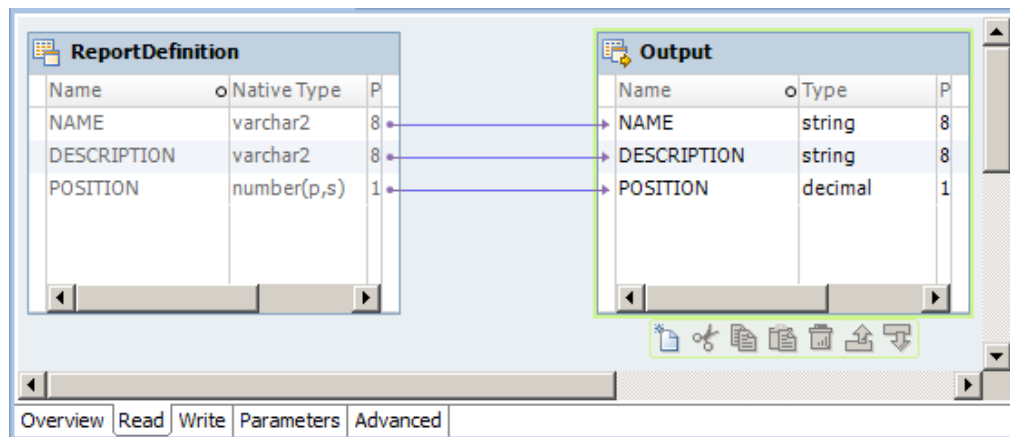 ReportDefinition
Name Native Type P
NAME varchar2 8
DESCRIPTION varchar2 8
POSITION number(p,s) 1
Output
Name Type P
NAME string 8
DESCRIPTION string 8
POSITION decimal 1
Overview Read Write Parameters Advanced